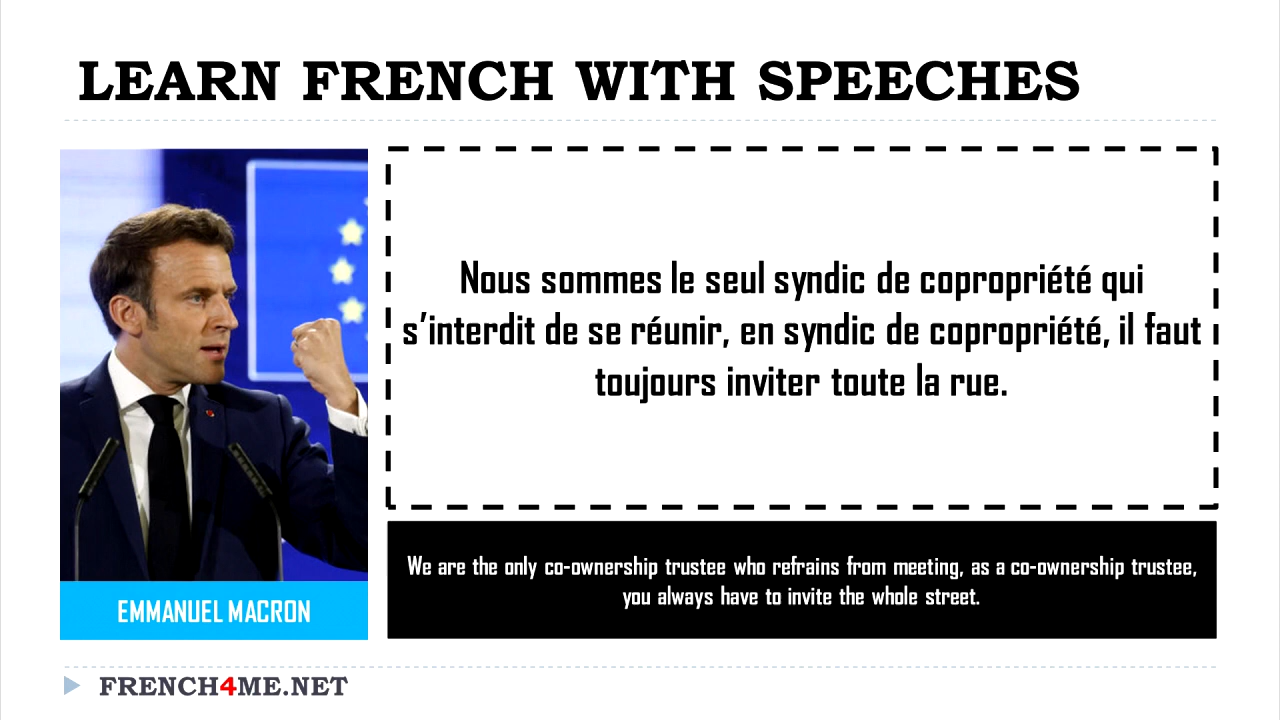 LEARN FRENCH WITH SPEECHES
Nous sommes le seul syndic de copropriété qui
s’interdit de se réunir, en syndic de copropriété, il faut
toujours inviter toute la rue.
We are the only co-ownership trustee who refrains from meeting, as a co-ownership trustee,
you always have to invite the whole street.
EMMANUEL MACRON
FRENCH4ME.NET